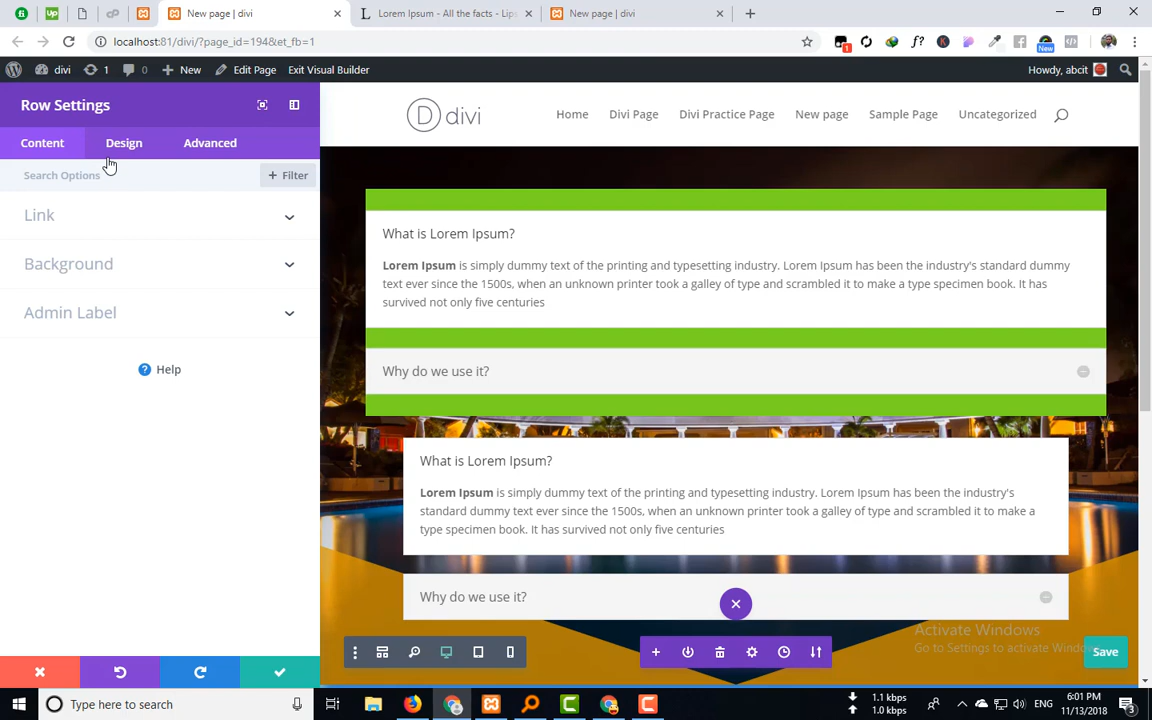 New page | divi
Lorem Ipsum - All the facts - Lips
New page | divi
localhost:81/divi/?page_id=194&et_fb=1
1
New
divi
1
0
New
Edit Page
Exit Visual Builder
Howdy, abcit
Row Settings
Content
Design
Advanced
Search Options
Filter
Link
Background
Admin Label
Help
D divi
Home
Divi Page
Divi Practice Page
New page
Sample Page
Uncategorized
What is Lorem Ipsum?
Lorem Ipsum is simply dummy text of the printing and typesetting industry. Lorem Ipsum has been the industry's standard dummy
text ever since the 1500s, when an unknown printer took a galley of type and scrambled it to make a type specimen book. It has
survived not only five centuries
Why do we use it?
What is Lorem Ipsum?
Lorem Ipsum is simply dummy text of the printing and typesetting industry. Lorem Ipsum has been the industry's
standard dummy text ever since the 1500s, when an unknown printer took a galley of type and scrambled it to make a
type specimen book. It has survived not only five centuries
Why do we use it?
Activate Windows
Go to Settings to activate Windows.
Save
Type here to search
1.1 kbps
1.0 kbps
ENG
6:01 PM
11/13/2018
3